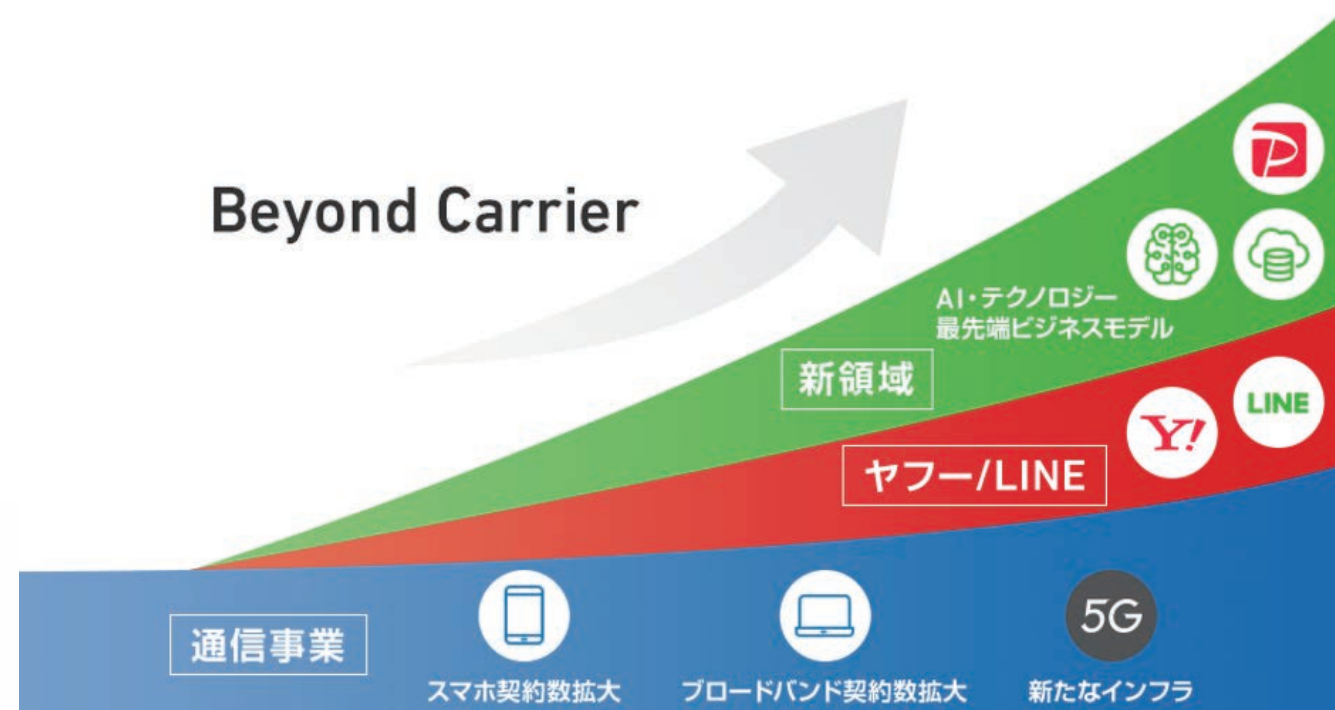 Beyond Carrier
AI・テクノロジー
最先端ビジネスモデル
新領域
ヤフー/LINE
Y!
LINE
通信事業
5G
スマホ契約数拡大
ブロードバンド契約数拡大
新たなインフラ